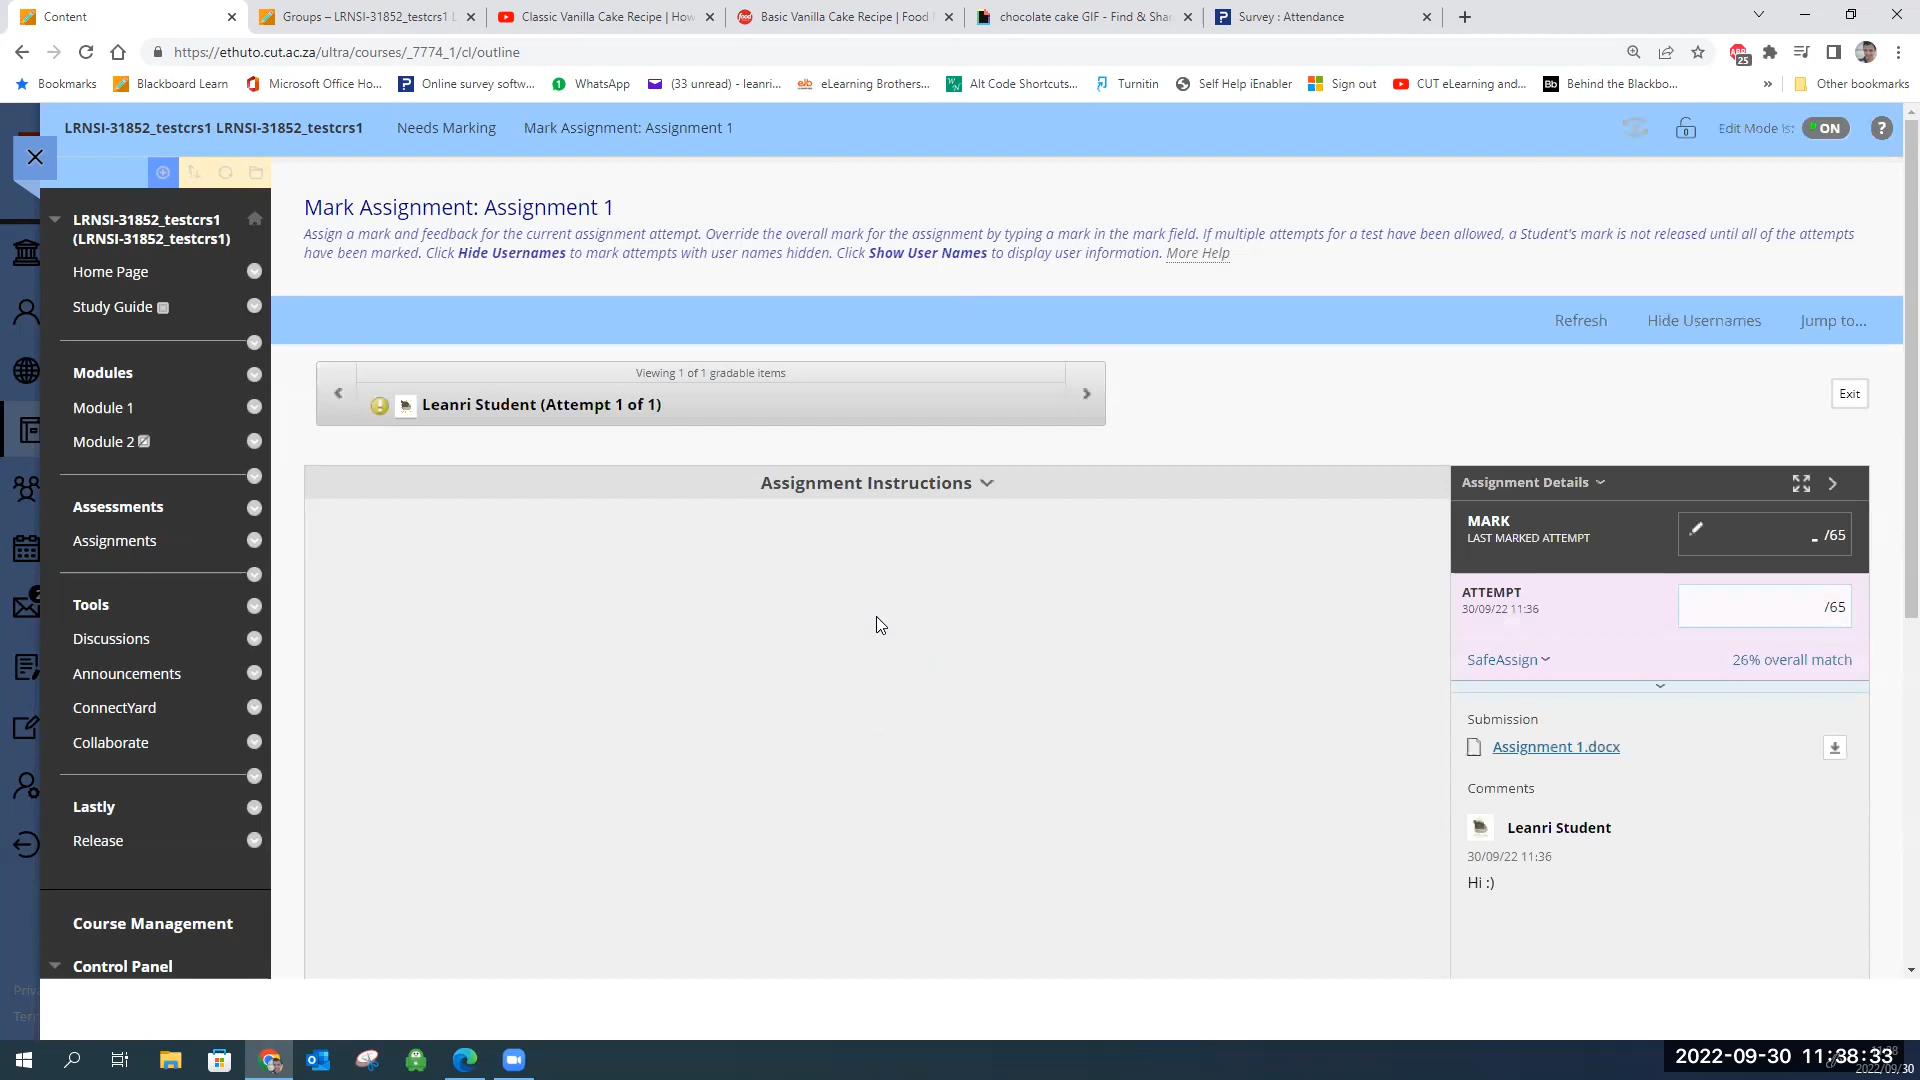 Content
Groups – LRNSI-31852_testcrs1 L
Classic Vanilla Cake Recipe | How
Basic Vanilla Cake Recipe | Food
chocolate cake GIF - Find & Shar
Survey : Attendance
https://ethuto.cut.ac.za/ultra/courses/_7774_1/cl/outline
25
Bookmarks
Blackboard Learn
Microsoft Office Ho...
Online survey softw...
WhatsApp
(33 unread) - leanri...
eLearning Brothers...
Alt Code Shortcuts...
Turnitin
Self Help iEnabler
Sign out
CUT eLearning and...
Behind the Blackbo...
Other bookmarks
LRNSI-31852_testcrs1 LRNSI-31852_testcrs1
Needs Marking
Mark Assignment: Assignment 1
Edit Mode is:
ON
LRNSI-31852_testcrs1
(LRNSI-31852_testcrs1)
Home Page
Study Guide
Modules
Module 1
Module 2
Assessments
Assignments
Tools
Discussions
Announcements
ConnectYard
Collaborate
Lastly
Release
Course Management
Control Panel
Mark Assignment: Assignment 1
Assign a mark and feedback for the current assignment attempt. Override the overall mark for the assignment by typing a mark in the mark field. If multiple attempts for a test have been allowed, a Student's mark is not released until all of the attempts
have been marked. Click Hide Usernames to mark attempts with user names hidden. Click Show User Names to display user information. More Help
Refresh
Hide Usernames
Jump to...
Viewing 1 of 1 gradable items
Leanri Student (Attempt 1 of 1)
Exit
Assignment Instructions
Assignment Details
MARK
LAST MARKED ATTEMPT
- /65
ATTEMPT
30/09/22 11:36
/65
SafeAssign
26% overall match
Submission
Assignment 1.docx
Comments
Leanri Student
30/09/22 11:36
Hi :)
2022-09-30 11:38:33
2022/09/30